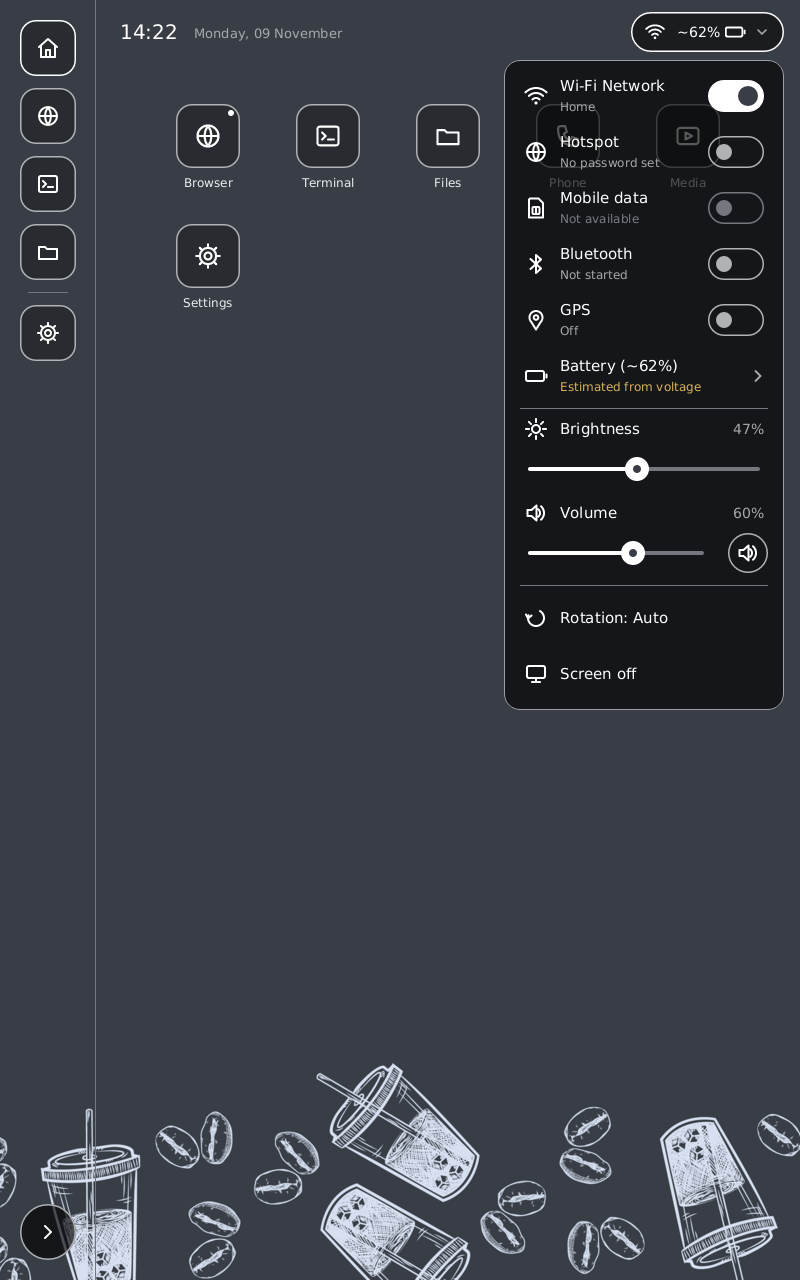 14:22 Monday, 09 November
~62%
Wi-Fi Network
Home
Hotspot
No password set
Mobile data
Not available
Bluetooth
Not started
GPS
Off
Battery (~62%)
Estimated from voltage
Brightness 47%
Volume 60%
Rotation: Auto
Screen off
Browser
Terminal
Files
Phone
Media
Settings